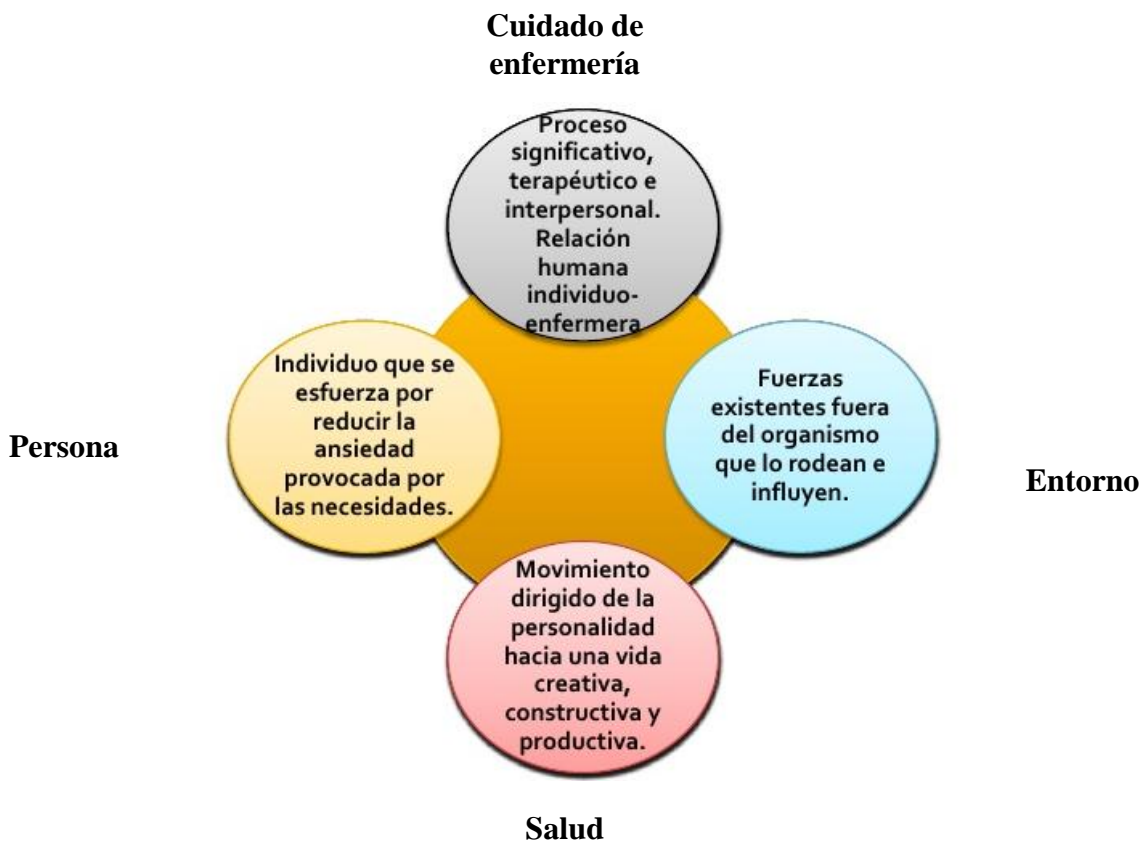 Cuidado de
enfermería
Proceso
significativo,
terapéutico e
interpersonal.
Relación
humana
individuo-
enfermera
Persona
Individuo que se
esfuerza por
reducir la
ansiedad
provocada por
las necesidades.
Fuerzas
existentes fuera
del organismo
que lo rodean e
influyen.
Entorno
Movimiento
dirigido de la
personalidad
hacia una vida
creativa,
constructiva y
productiva.
Salud